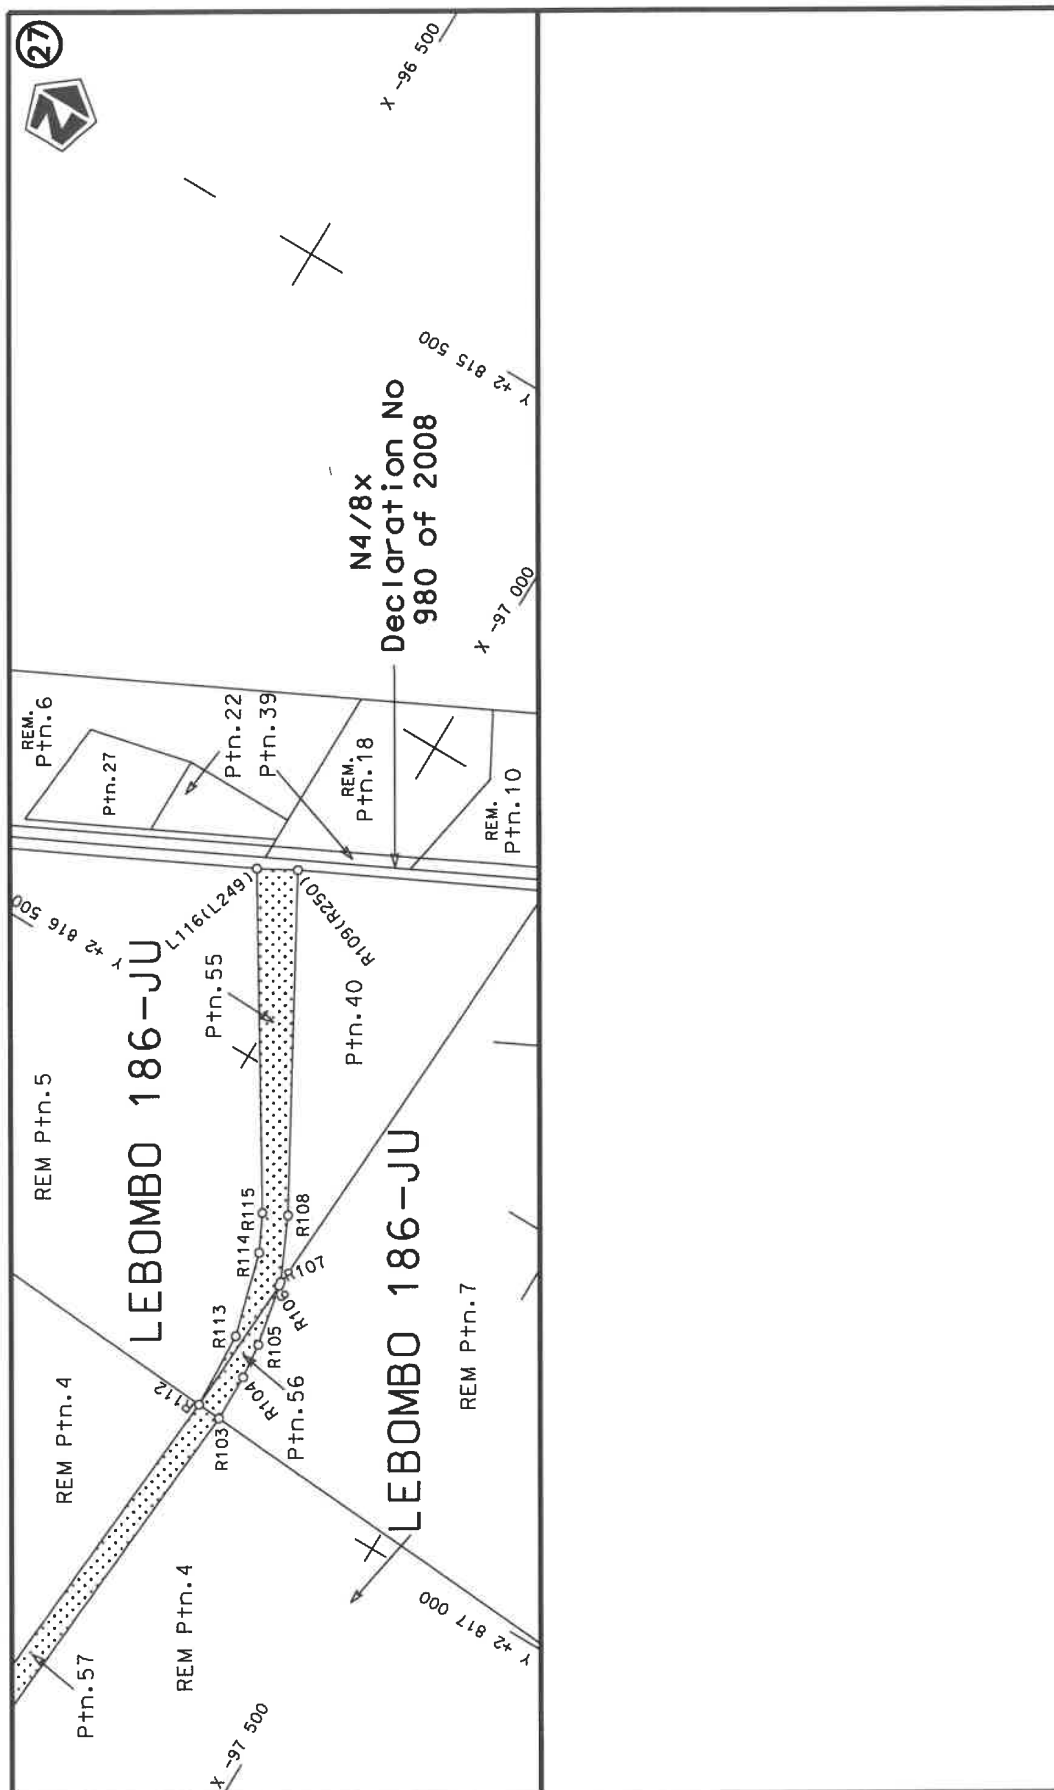 27
N
X -96 500
Y +2 815 500
N4/8x
Declaration No
980 of 2008
X -97 000
REM.
Ptn.6
Ptn.27
Ptn.22
Ptn.39
REM.
Ptn.18
REM.
Ptn.10
Y +2 816 500
L116(L249)
R109(R250)
LEBOMBO 186-JU
Ptn.55
Ptn.40
REM Ptn.5
R115
R108
R114
R107
R106
R113
R105
LEBOMBO 186-JU
REM Ptn.7
R112
R104
Ptn.56
R103
REM Ptn.4
REM Ptn.4
Y +2 817 000
Ptn.57
X -97 500